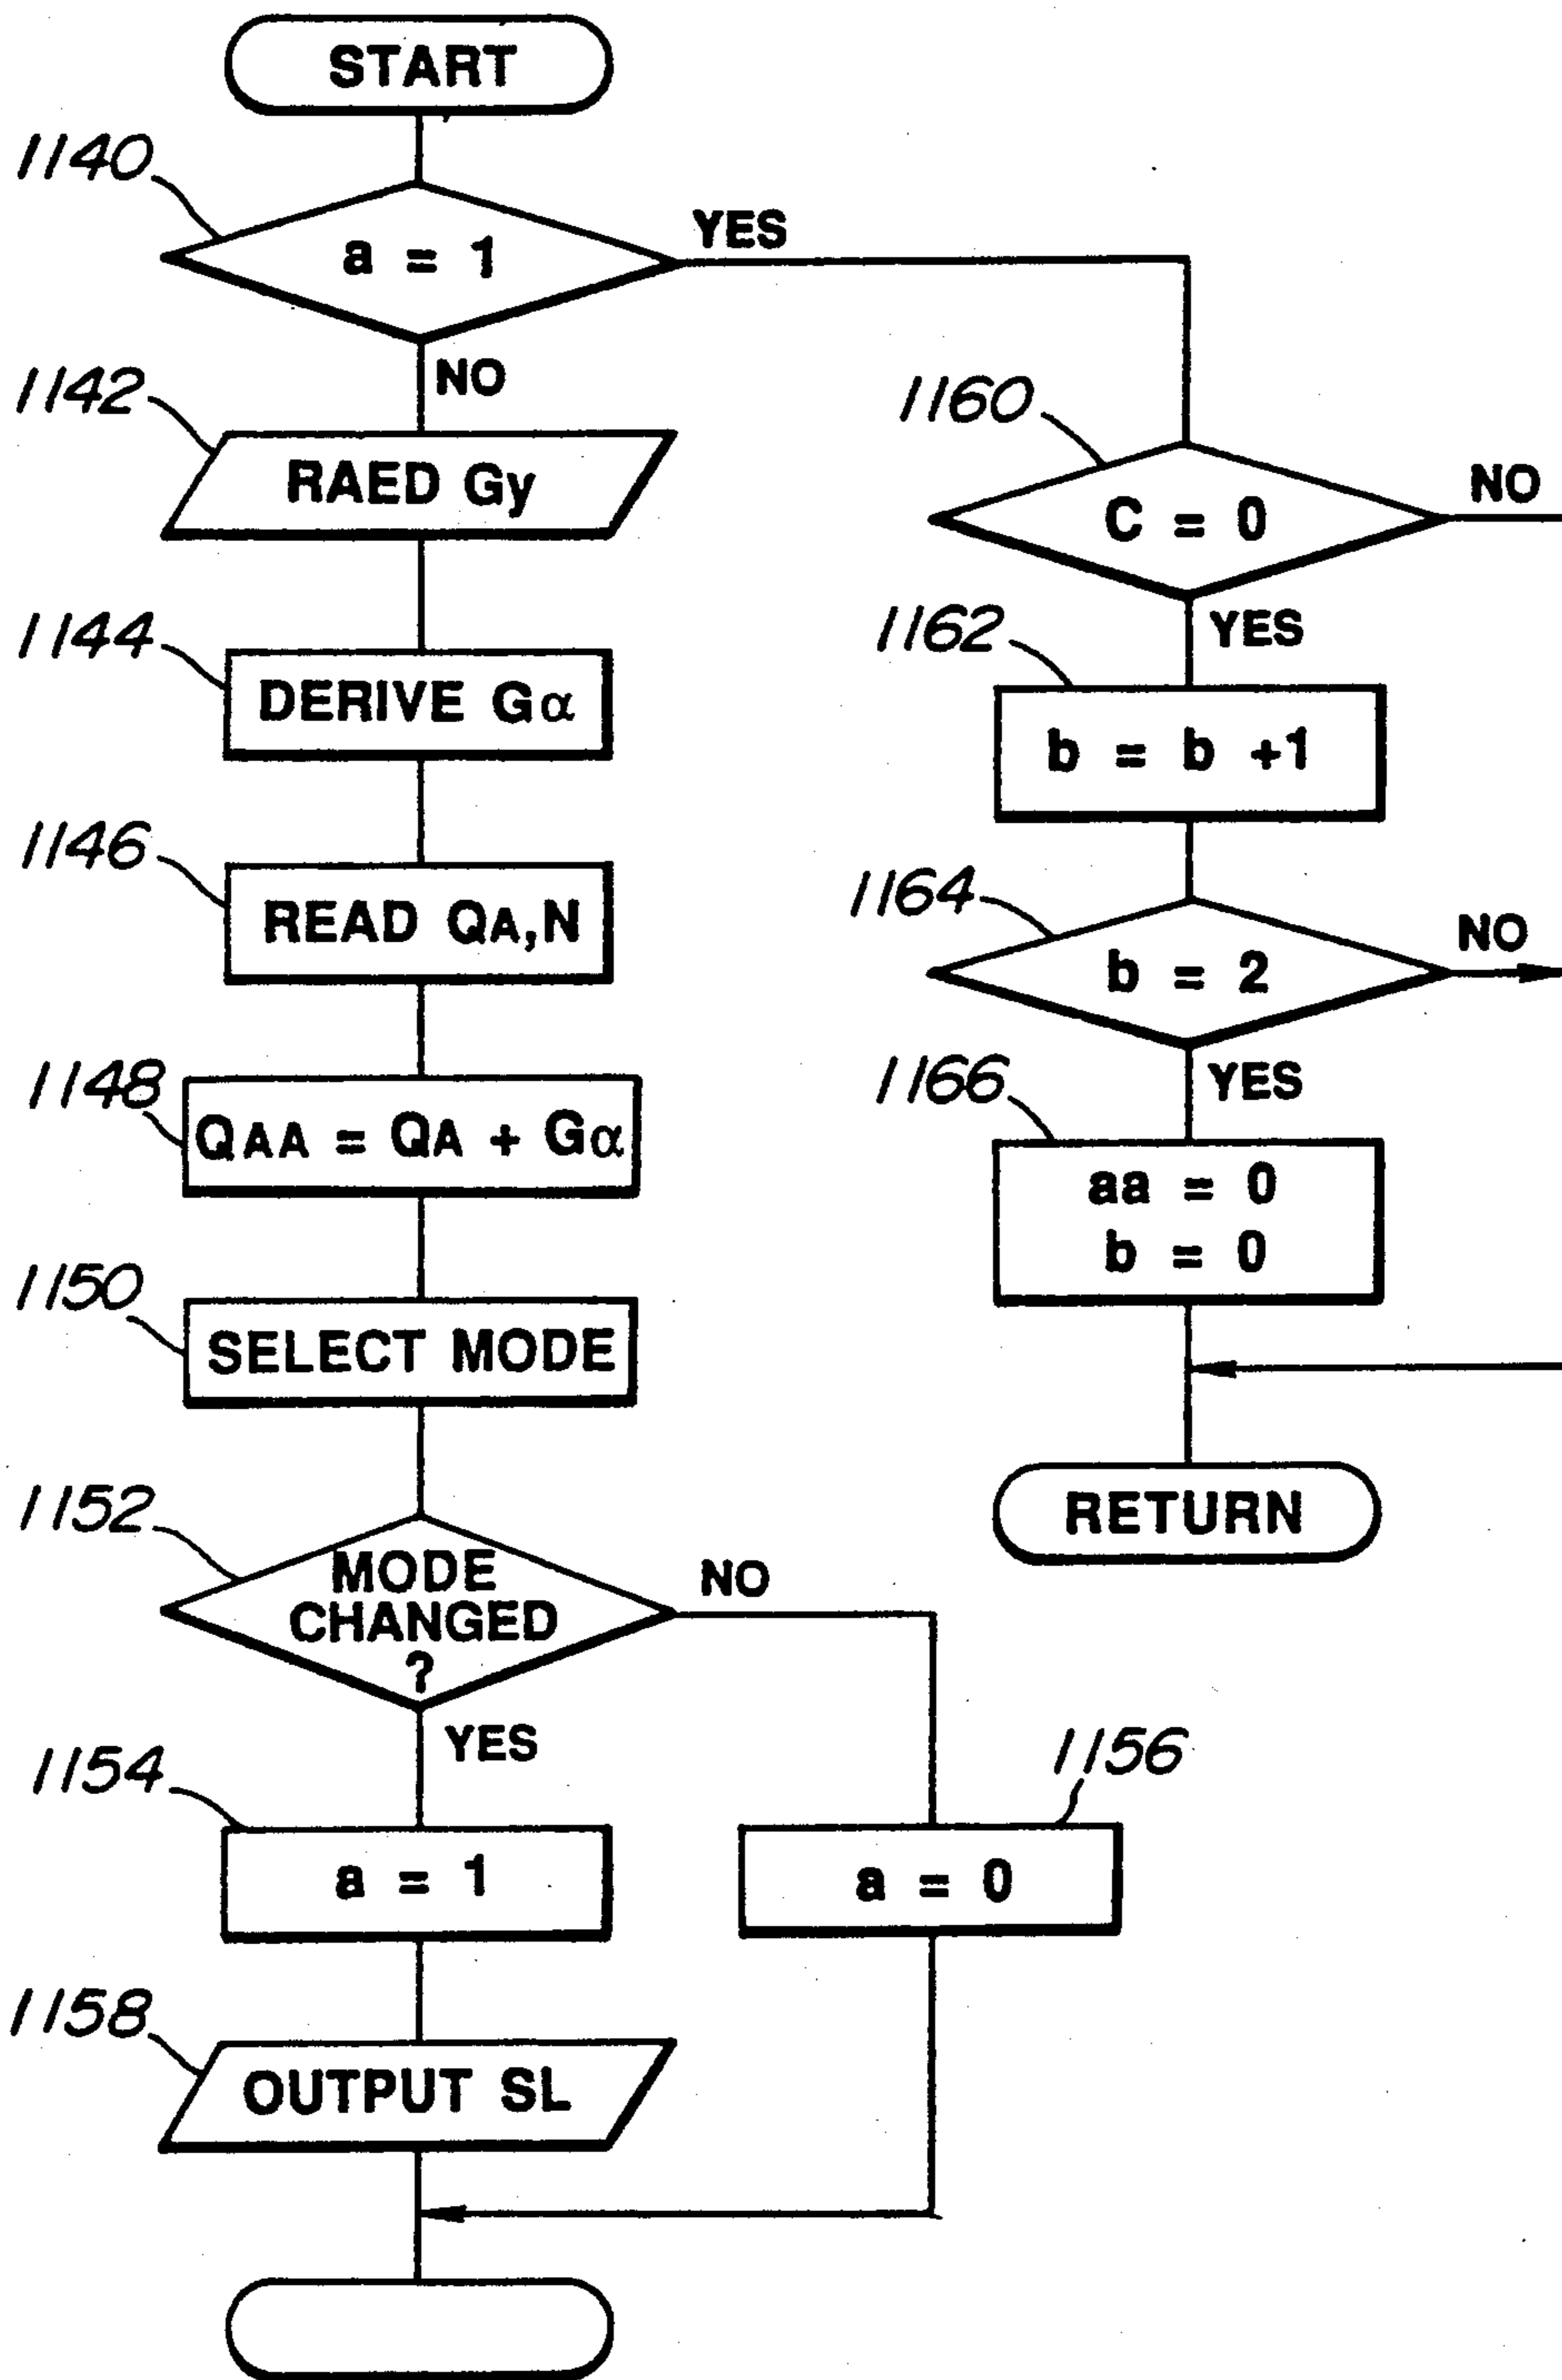 START
1140
a = 1
YES
NO
1142
RAED Gy
1144
DERIVE Gα
1146
READ QA,N
1148
QAA = QA + Gα
1150
SELECT MODE
1152
MODE
CHANGED
?
NO
YES
1154
a = 1
1156
a = 0
1158
OUTPUT SL
1160
C = 0
NO
YES
1162
b = b +1
1164
b = 2
NO
YES
1166
aa = 0
b = 0
RETURN